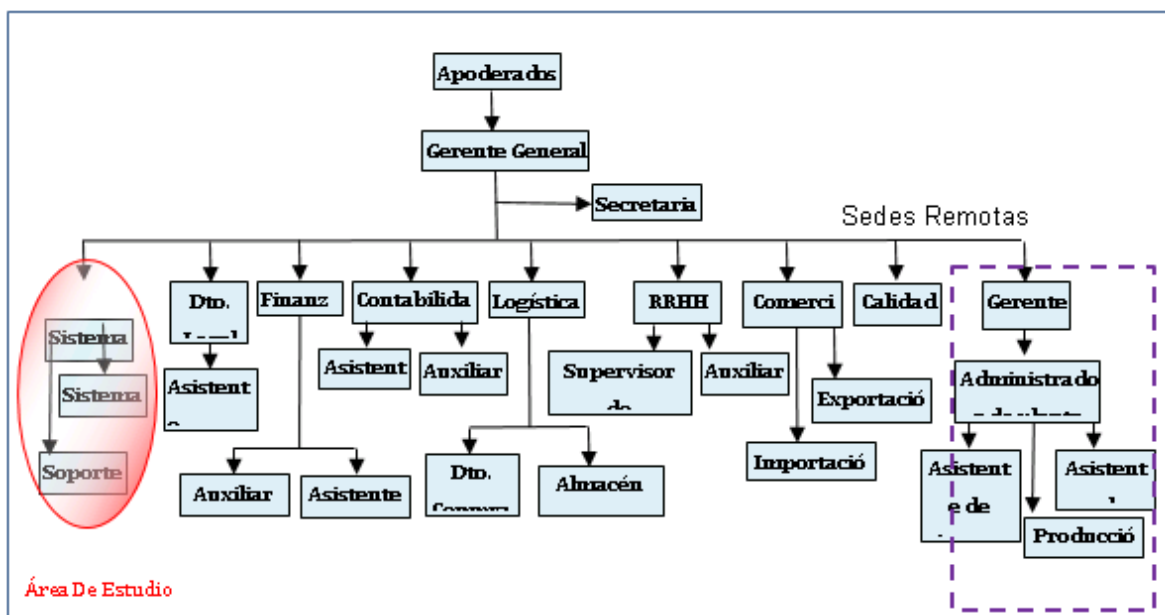 Apoderados
Gerente General
Secretaria
Sedes Remotas
Sistema
Sistema
Soporte
Dto.
Asistent
Finanz
Auxiliar
Asistente
Contabilida
Asistent
Auxiliar
Logística
Dto.
Almacén
RRHH
Supervisor
Auxiliar
Comerci
Exportació
Importació
Calidad
Gerente
Administrado
Asistent
e de
Producció
Asistent
Área De Estudio